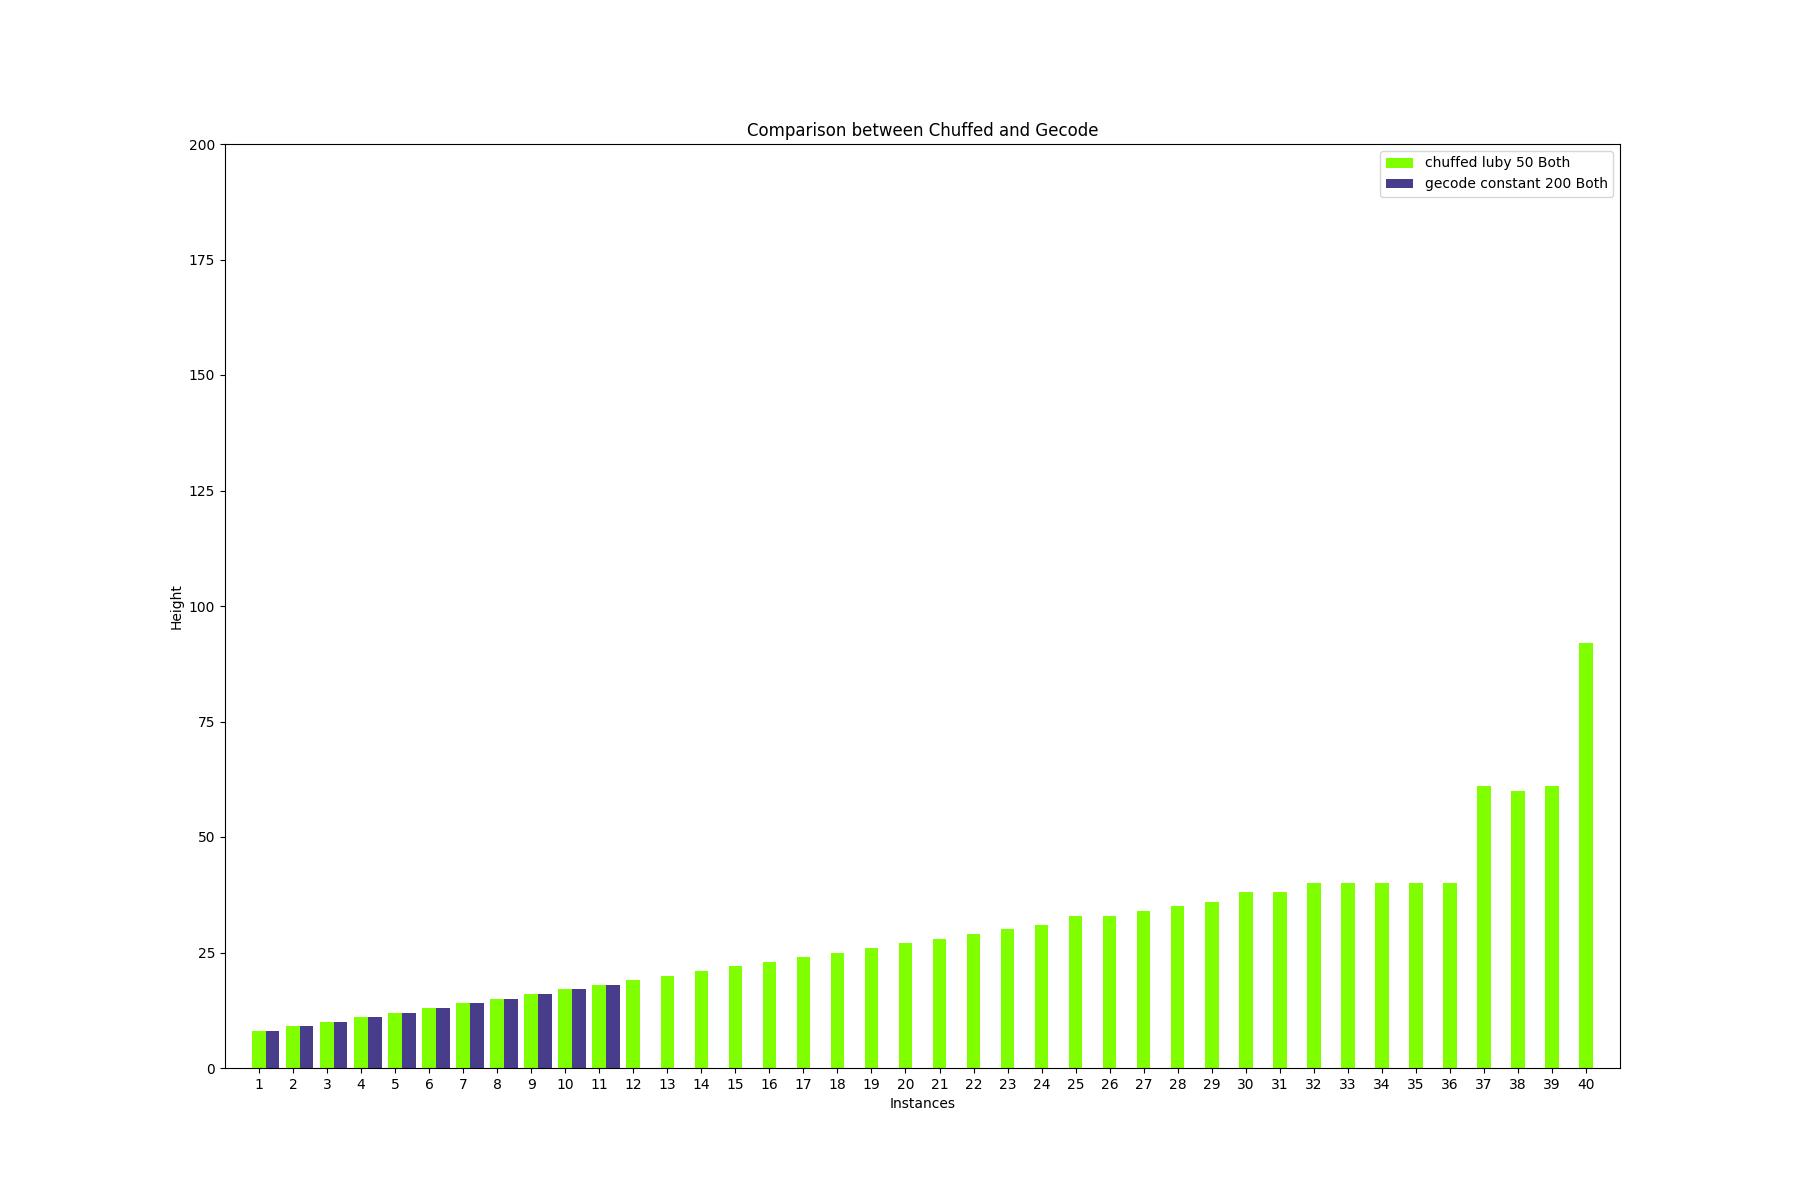 Comparison between Chuffed and Gecode
chuffed luby 50 Both
gecode constant 200 Both
200
175
150
125
100
75
50
25
0
Height
1 2 3 4 5 6 7 8 9 10 11 12 13 14 15 16 17 18 19 20 21 22 23 24 25 26 27 28 29 30 31 32 33 34 35 36 37 38 39 40
Instances